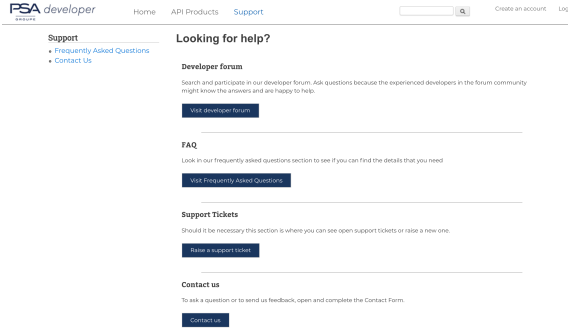 PSA developer
GROUPE
Home API Products Support
Create an account Log
Support
Frequently Asked Questions
Contact Us
Looking for help?
Developer forum
Search and participate in our developer forum. Ask questions because the experienced developers in the forum community
might know the answers and are happy to help.
Visit developer forum
FAQ
Look in our frequently asked questions section to see if you can find the details that you need
Visit Frequently Asked Questions
Support Tickets
Should it be necessary this section is where you can see open support tickets or raise a new one.
Raise a support ticket
Contact us
To ask a question or to send us feedback, open and complete the Contact Form.
Contact us